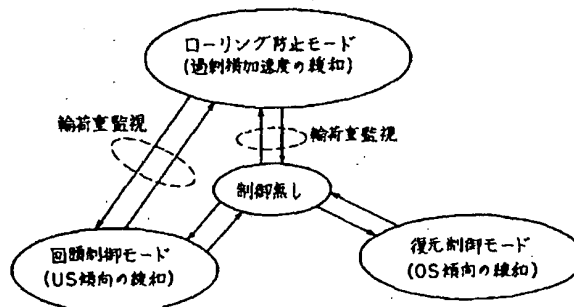 ローリング防止モード
(過剰横加速度の緩和)
輪荷重監視
輪荷重監視
制御無し
回頭制御モード
(US傾向の緩和)
復元制御モード
(OS傾向の緩和)